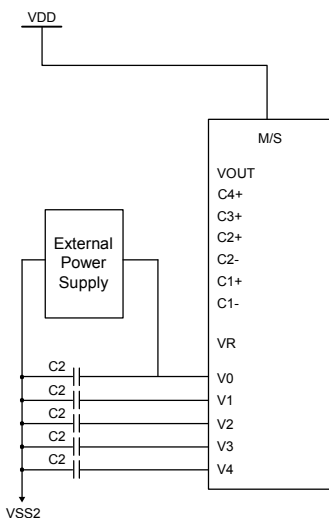 VDD
M/S
VOUT
C4+
C3+
C2+
C2-
C1+
C1-
VR
External
Power
Supply
C2
V0
C2
V1
C2
V2
C2
V3
C2
V4
VSS2